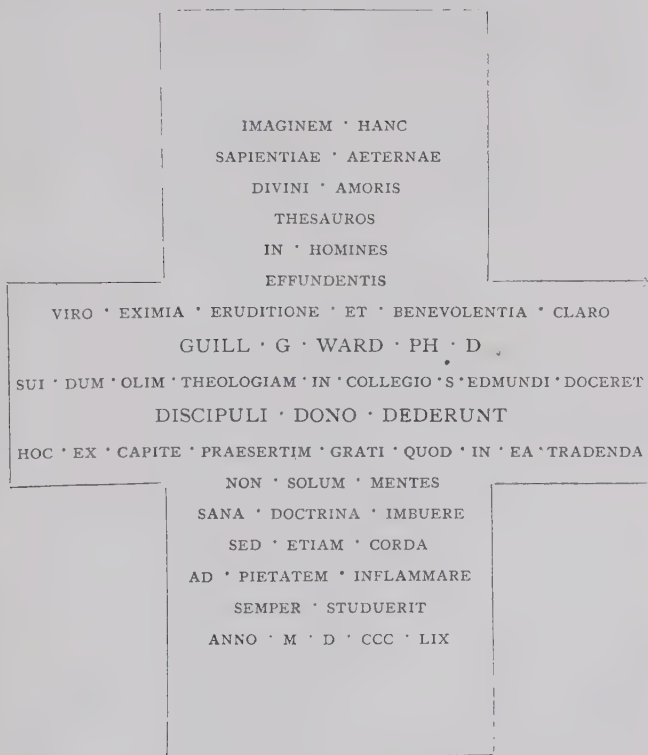 IMAGINEM · HANC
SAPIENTIAE · AETERNAE
DIVINI · AMORIS
THESAUROS
IN · HOMINES
EFFUNDENTIS
VIRO · EXIMIA · ERUDITIONE · ET · BENEVOLENTIA · CLARO
GUILL · G · WARD · PH · D
SUI · DUM · OLIM · THEOLOGIAM · IN · COLLEGIO · S · EDMUNDI · DOCERET
DISCIPULI · DONO · DEDERUNT
HOC · EX · CAPITE · PRAESERTIM · GRATI · QUOD · IN · EA · TRADENDA
NON · SOLUM · MENTES
SANA · DOCTRINA · IMBUERE
SED · ETIAM · CORDA
AD · PIETATEM · INFLAMMARE
SEMPER · STUDUERIT
ANNO · M · D · CCC · LIX